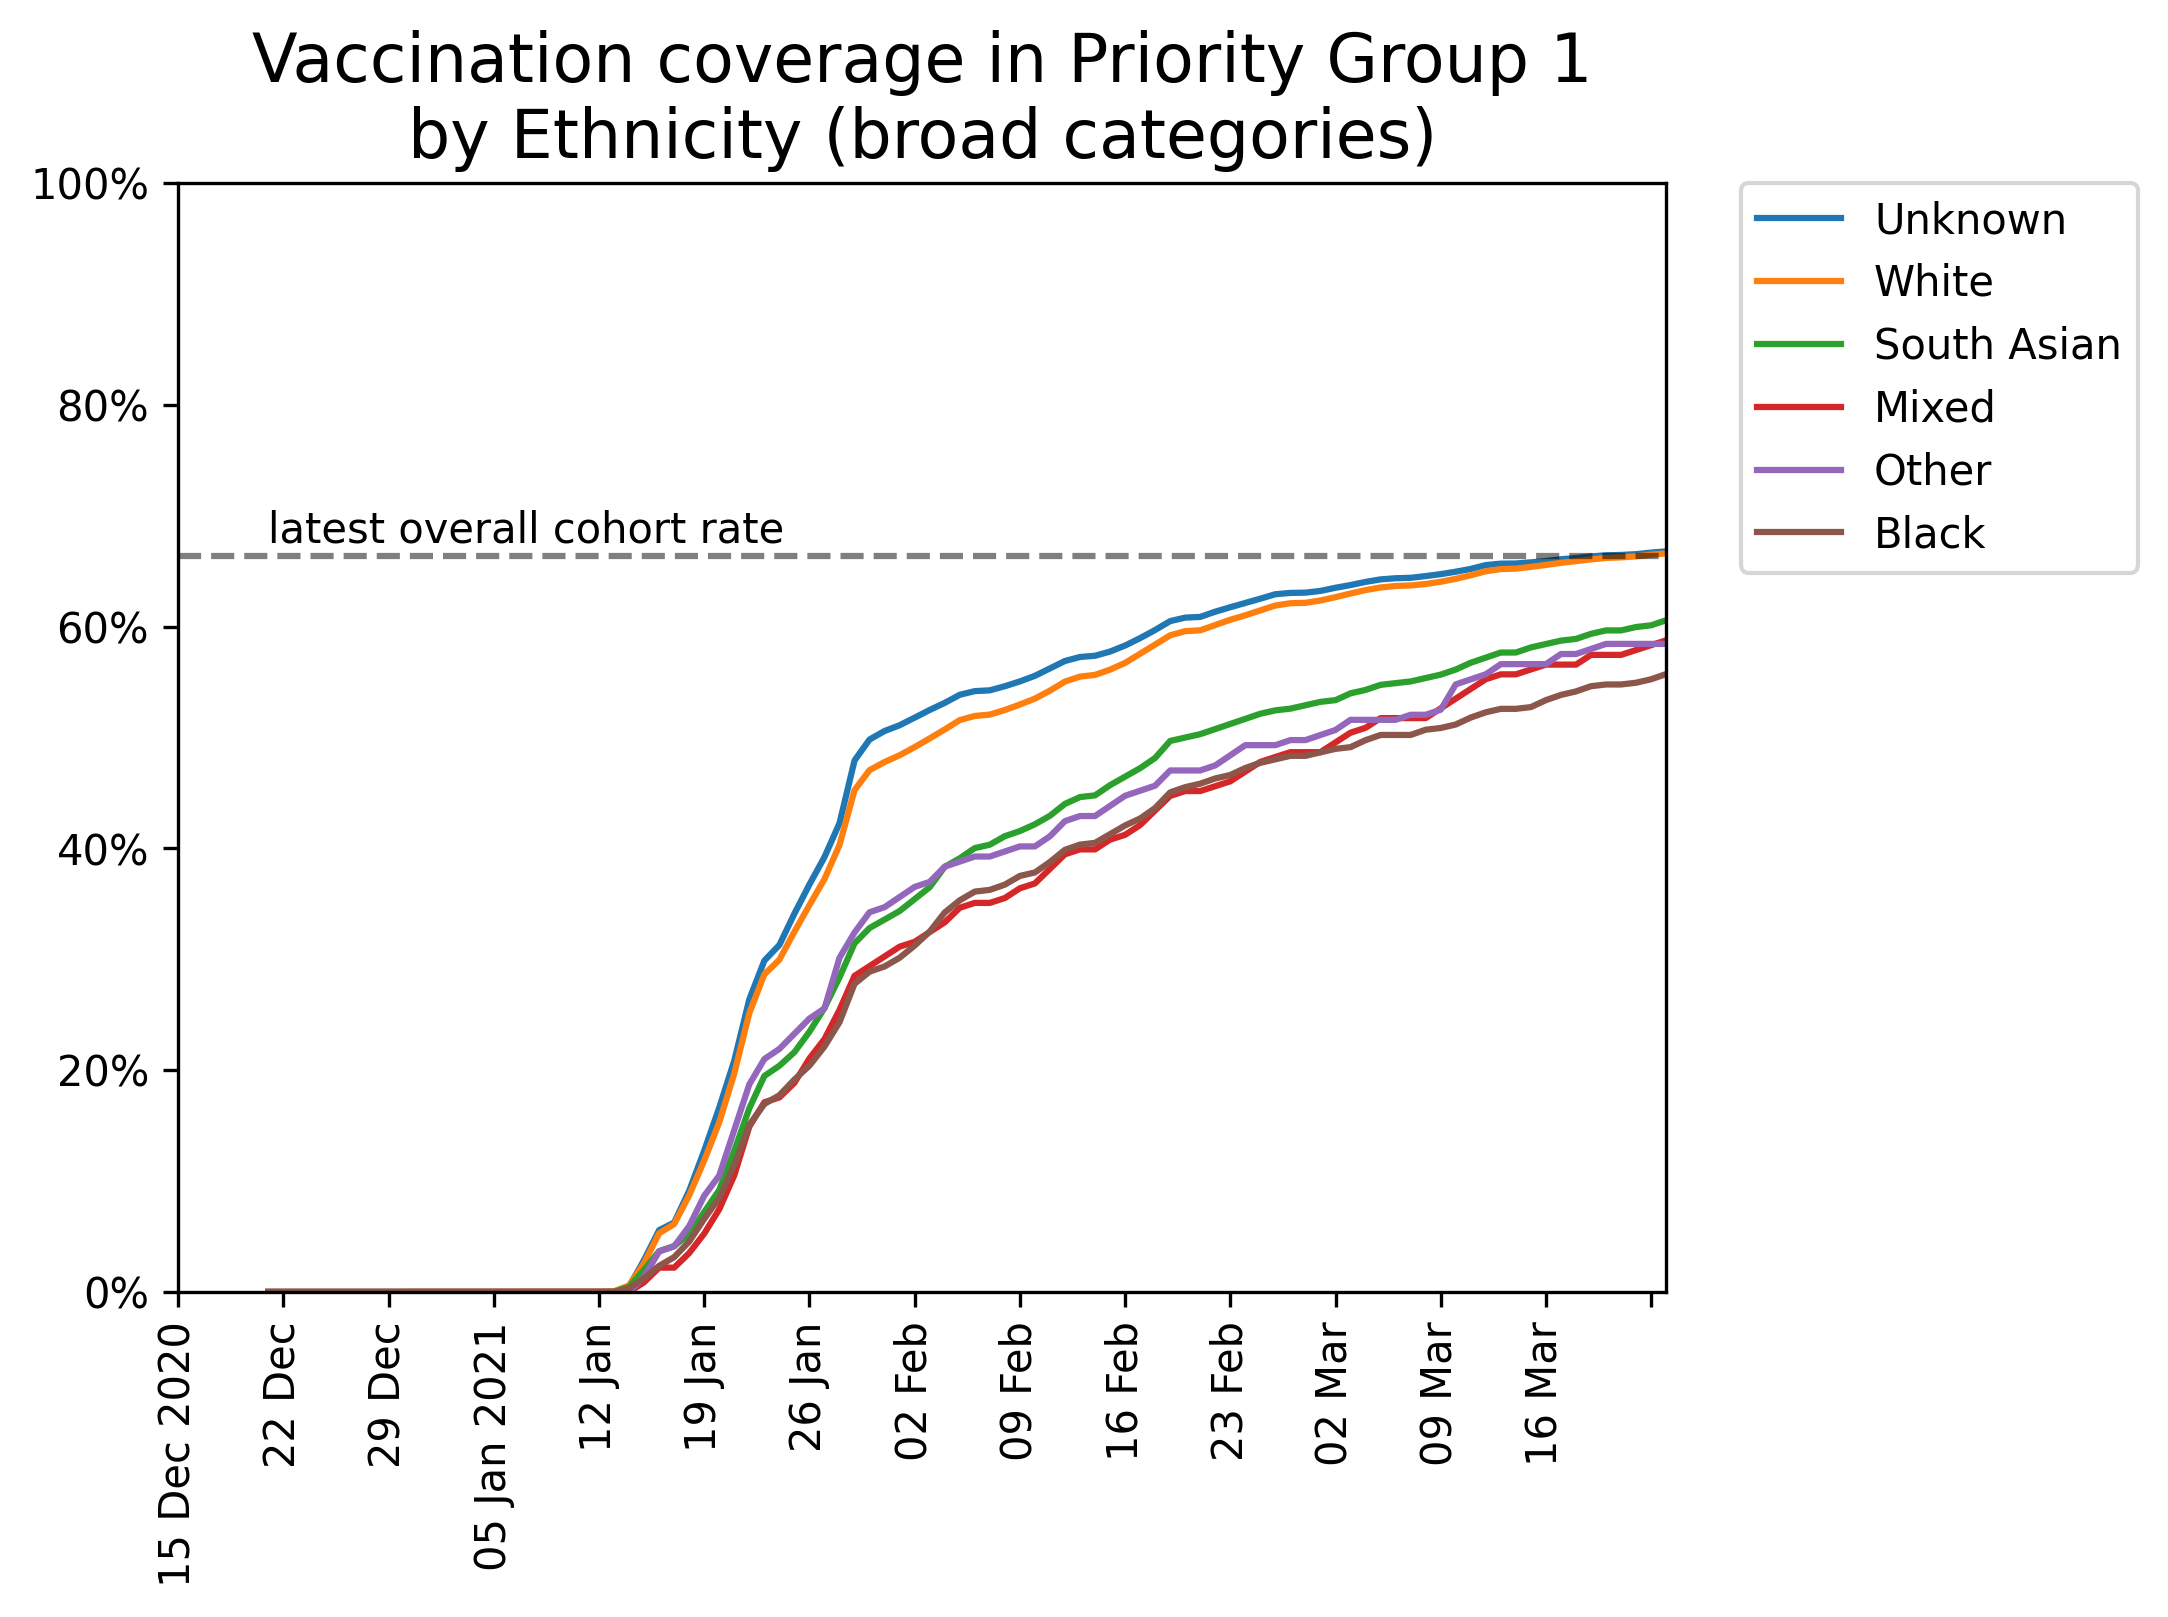 Vaccination coverage in Priority Group 1
by Ethnicity (broad categories)
100%
80%
60%
40%
20%
0%
latest overall cohort rate
15 Dec 2020
22 Dec
29 Dec
05 Jan 2021
12 Jan
19 Jan
26 Jan
02 Feb
09 Feb
16 Feb
23 Feb
02 Mar
09 Mar
16 Mar
Unknown
White
South Asian
Mixed
Other
Black